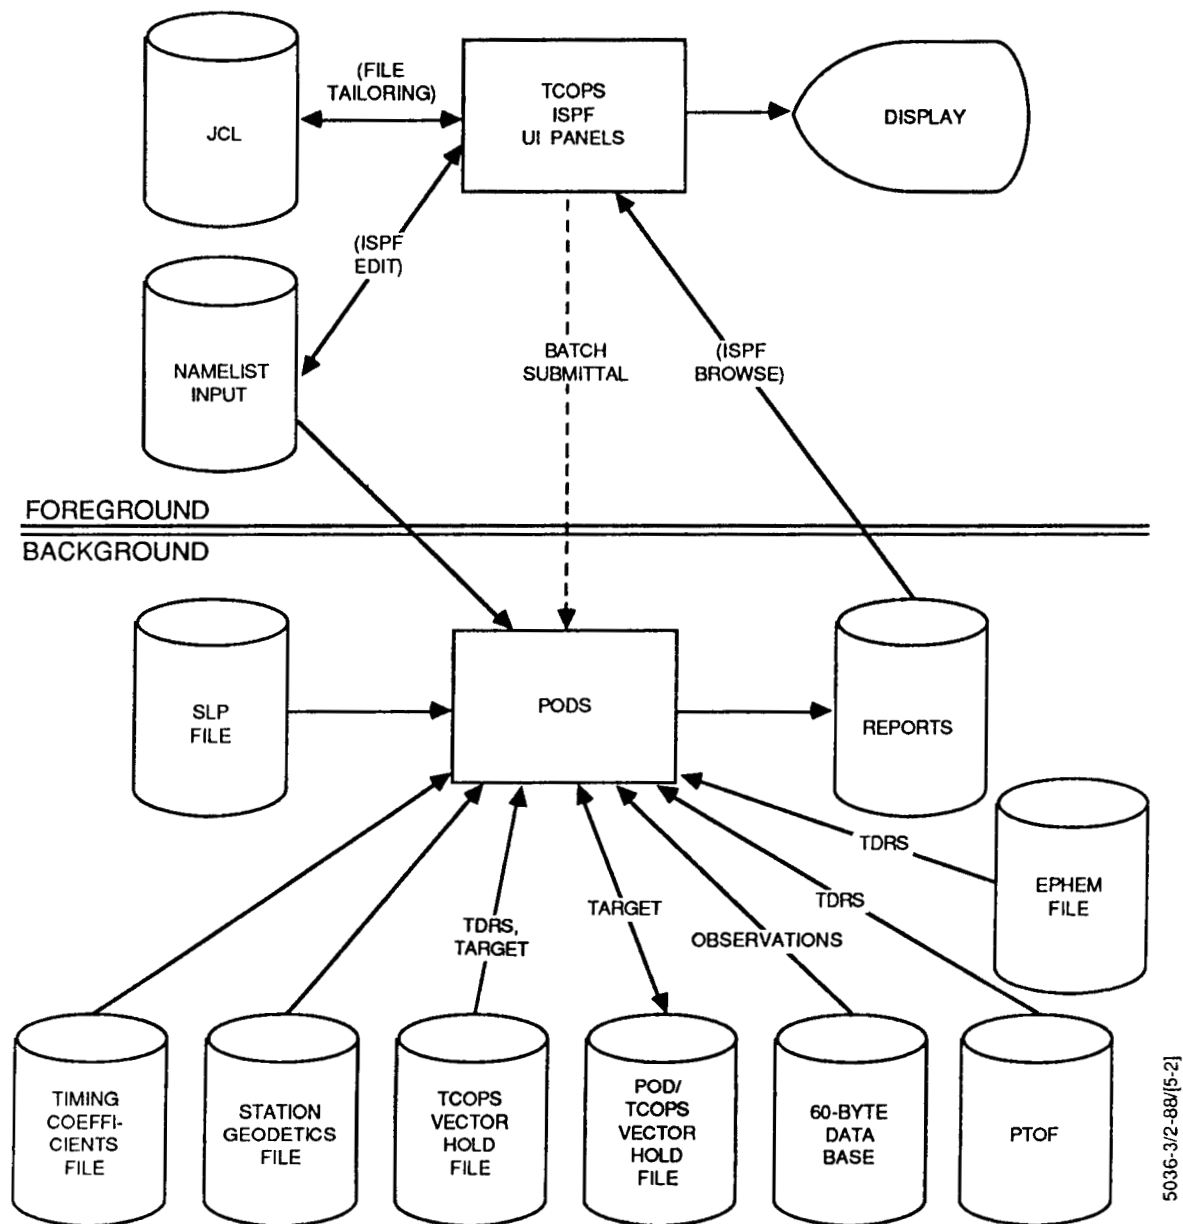 JCL
(FILE
TAILORING)
TCOPS
ISPF
UI PANELS
DISPLAY
(ISPF
EDIT)
NAMELIST
INPUT
BATCH
SUBMITTAL
(ISPF
BROWSE)
FOREGROUND
BACKGROUND
SLP
FILE
PODS
REPORTS
TDRS
EPHEM
FILE
TDRS
TDRS,
TARGET
TARGET
OBSERVATIONS
TIMING
COEFFI-
CIENTS
FILE
STATION
GEODETICS
FILE
TCOPS
VECTOR
HOLD
FILE
POD/
TCOPS
VECTOR
HOLD
FILE
60-BYTE
DATA
BASE
PTOF
5036-3/2-88/[5-2]